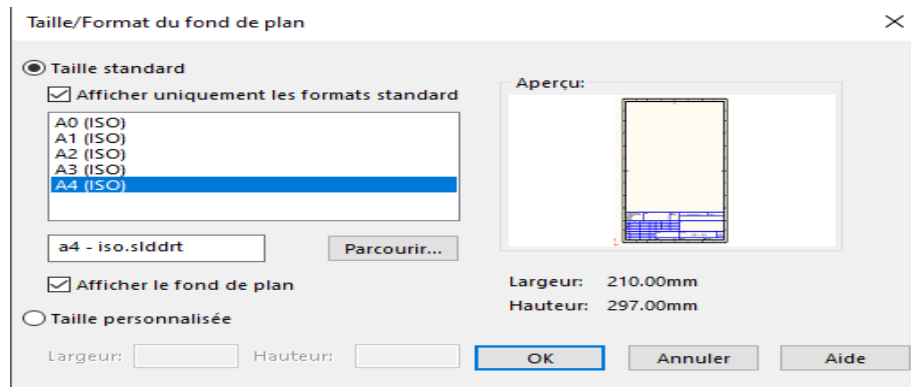 Taille/Format du fond de plan
Taille standard
Afficher uniquement les formats standard
A0 (ISO)
A1 (ISO)
A2 (ISO)
A3 (ISO)
A4 (ISO)
a4 - iso.slddrt
Parcourir...
Afficher le fond de plan
Taille personnalisée
Largeur:
Hauteur:
Aperçu:
Largeur: 210.00mm
Hauteur: 297.00mm
OK
Annuler
Aide